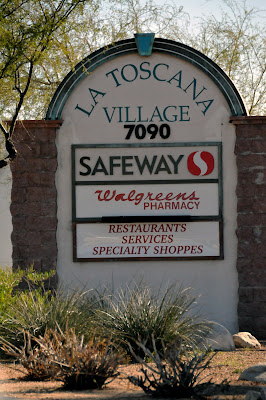 LA TOSCANA
VILLAGE
7090
SAFEWAY
Walgreens
PHARMACY
RESTAURANTS
SERVICES
SPECIALTY SHOPPES